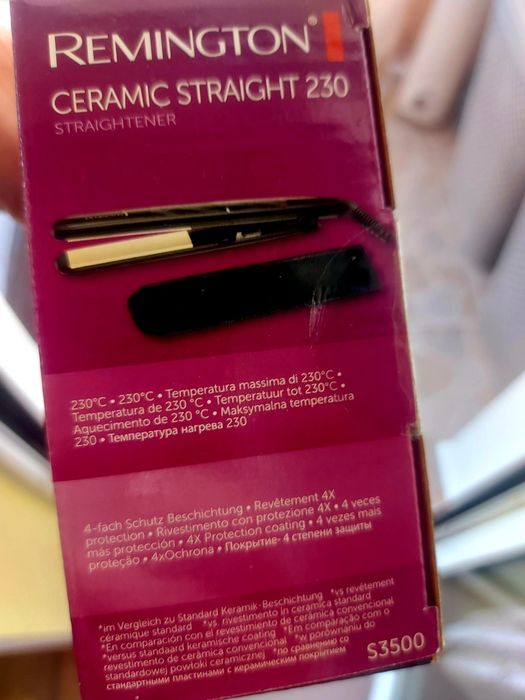 REMINGTON®
CERAMIC STRAIGHT 230
STRAIGHTENER
230°C • 230°C • Temperatura massima di 230°C •
Temperatura de 230 °C • Temperatuur tot 230°C •
Aquecimento de 230 °C • Maksymalna temperatura
230 • Температура нагрева 230
4-fach Schutz Beschichtung • Revêtement 4X
protection • Rivestimento con protezione 4X • 4 veces
más protección • 4X Protection coating • 4 vezes mais
proteção • 4xOchrona • Покрытие- 4 степени защиты
*im Vergleich zu Standard Keramik-Beschichtung *vs revêtement
céramique standard *vs. rivestimento in ceramica standard
*En comparación con el revestimento de cerámica convencional
*versus standaard keramische coating *Em comparação com o
revestimento de cerâmica convencional *w porównaniu do
standardowej powłoki ceramicznej *по сравнению со
стандартными пластинами с керамическим покрытием
S3500